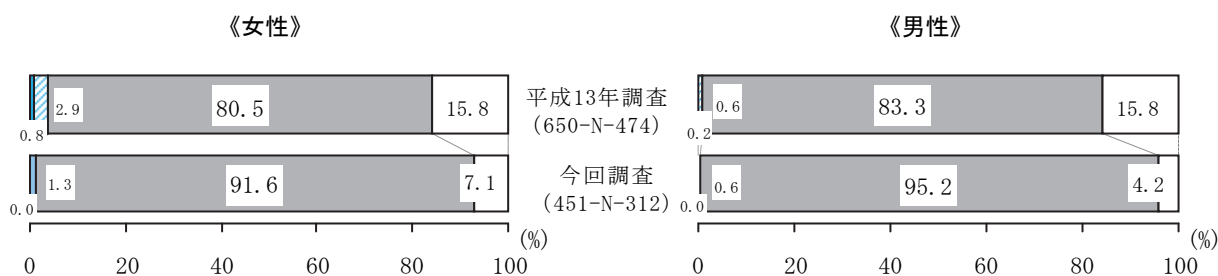 《女性》 《男性》
2.9 80.5 15.8 平成13年調査 0.6 83.3 15.8
0.8 (650-N-474) 0.2
1.3 91.6 7.1 今回調査 0.6 95.2 4.2
0.0 (451-N-312) 0.0
0 20 40 60 80 100 (%) 0 20 40 60 80 100 (%)